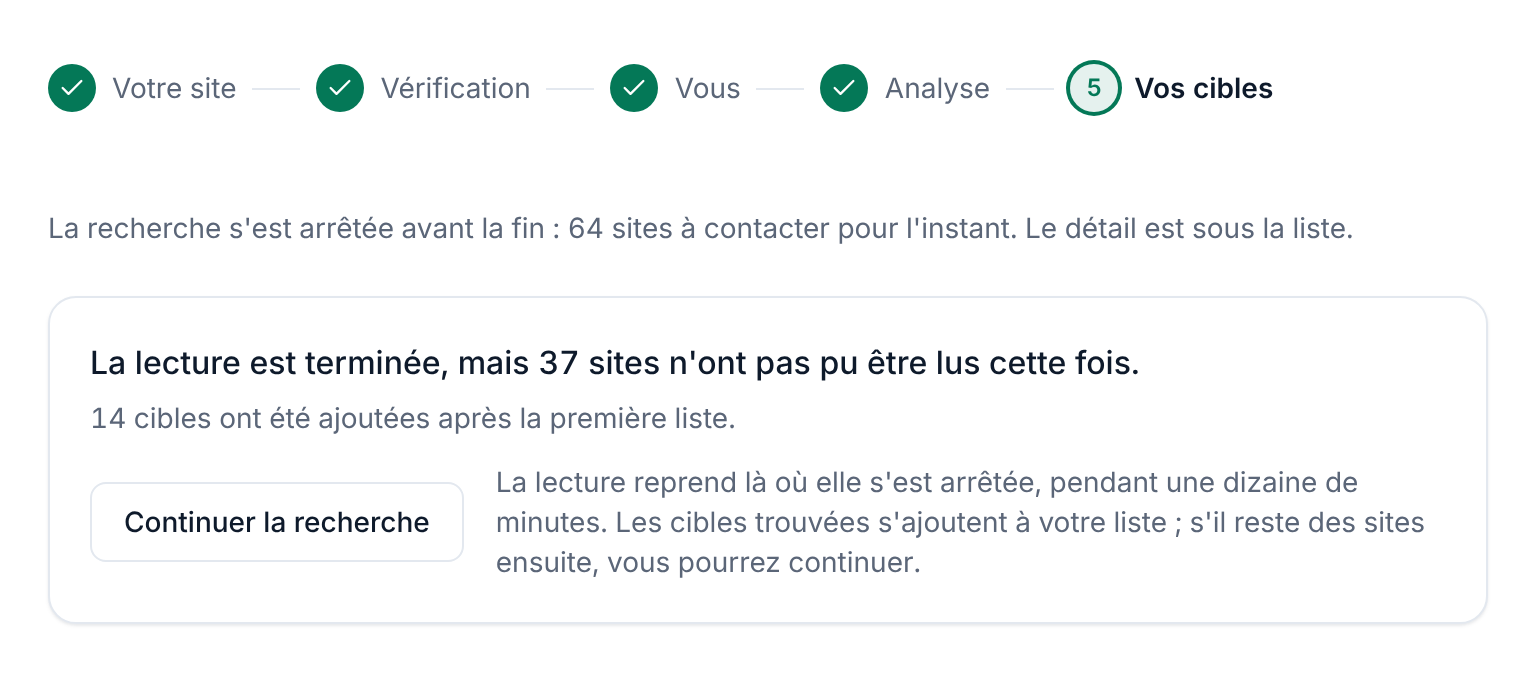 Votre site Vérification Vous Analyse 5 Vos cibles
La recherche s'est arrêtée avant la fin : 64 sites à contacter pour l'instant. Le détail est sous la liste.
La lecture est terminée, mais 37 sites n'ont pas pu être lus cette fois.
14 cibles ont été ajoutées après la première liste.
Continuer la recherche
La lecture reprend là où elle s'est arrêtée, pendant une dizaine de
minutes. Les cibles trouvées s'ajoutent à votre liste ; s'il reste des sites
ensuite, vous pourrez continuer.